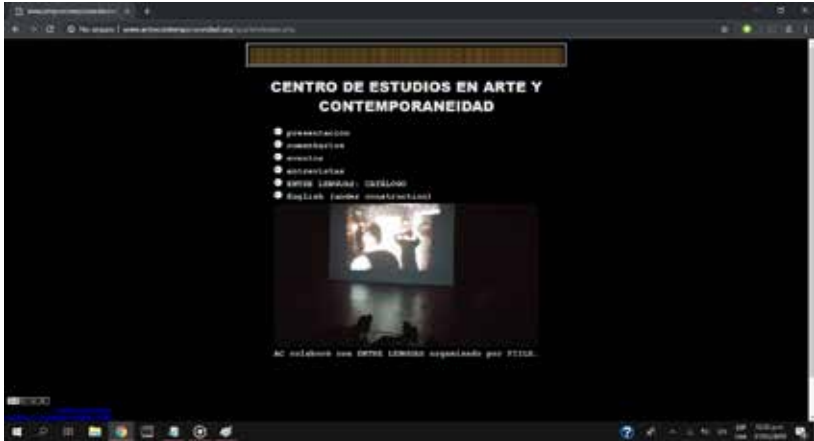 CENTRO DE ESTUDIOS EN ARTE Y
CONTEMPORANEIDAD
presentación
comentarios
eventos
entrevistas
ENTRE LENGUAS: CATÁLOGO
English (under construction)
AC colaboró con ENTRE LENGUAS organizado por